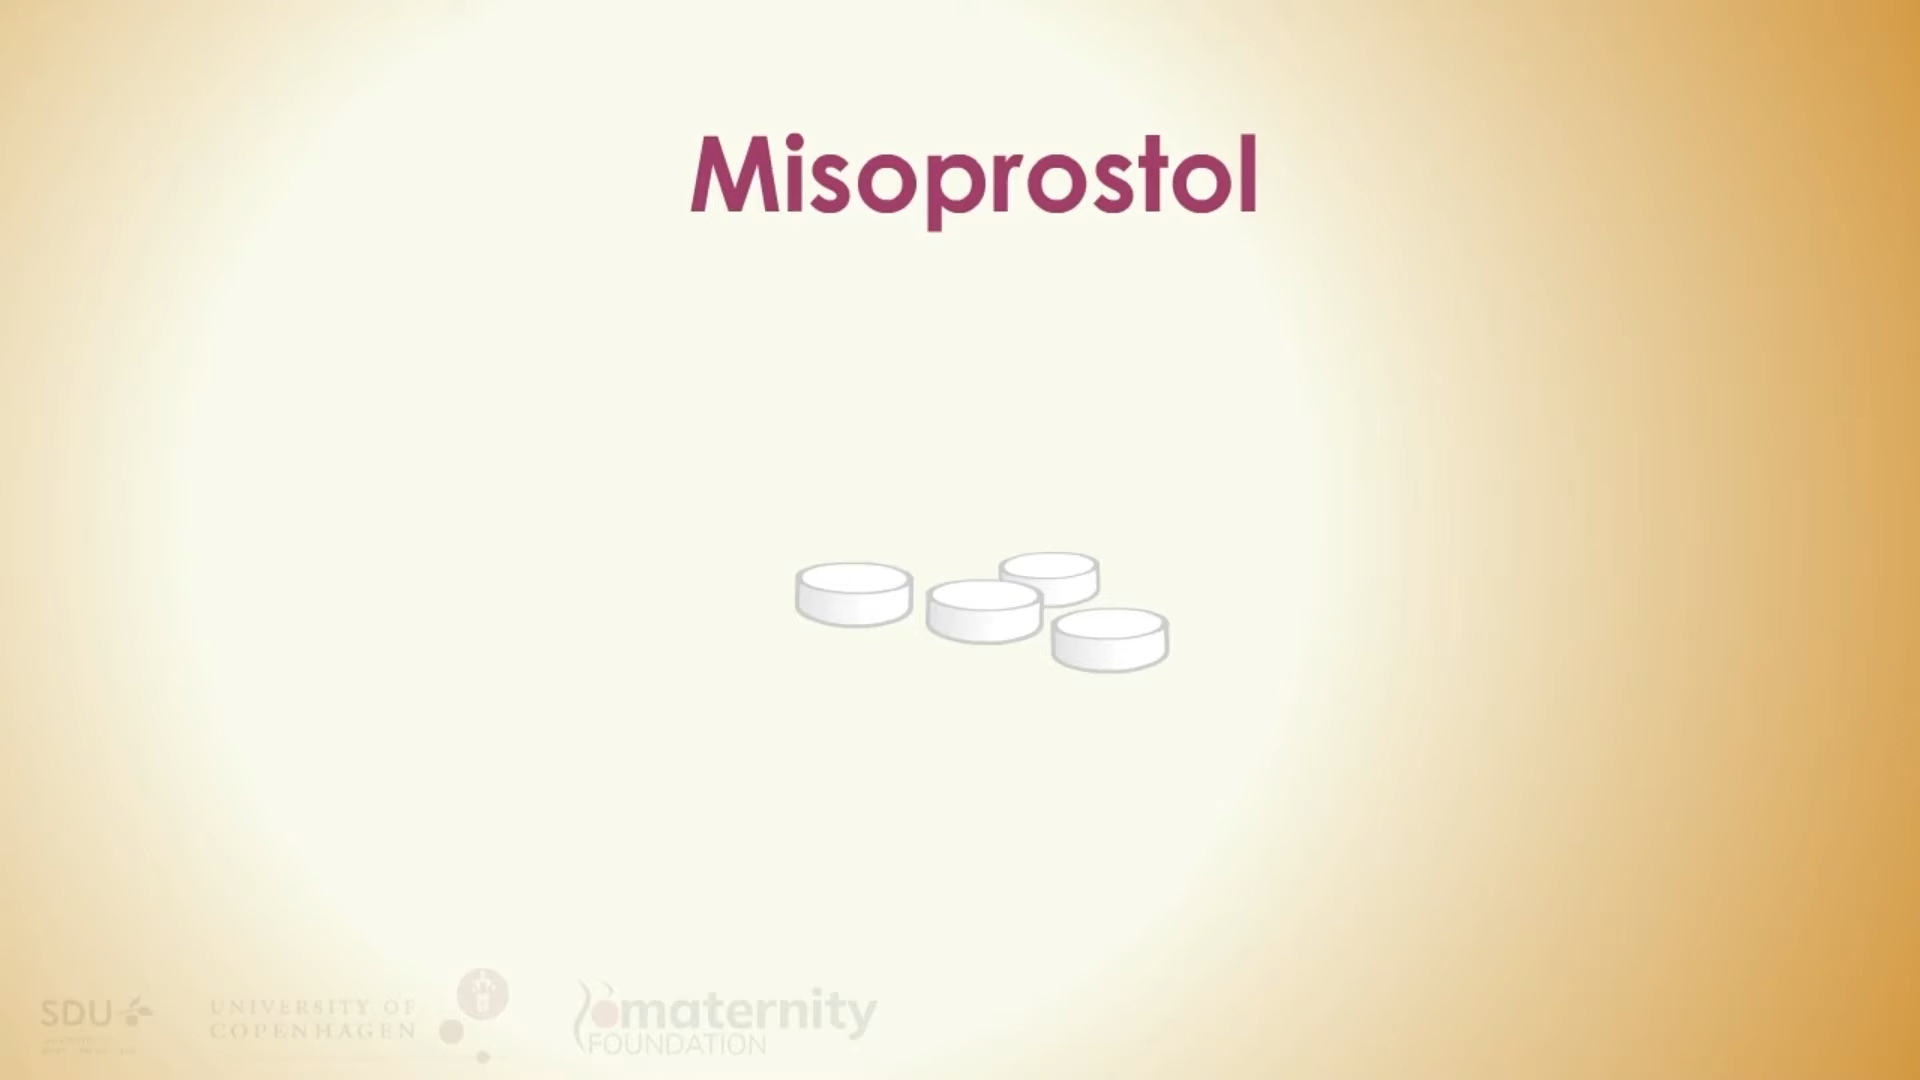 Misoprostol
SDU
UNIVERSITY OF
COPENHAGEN
maternity
FOUNDATION